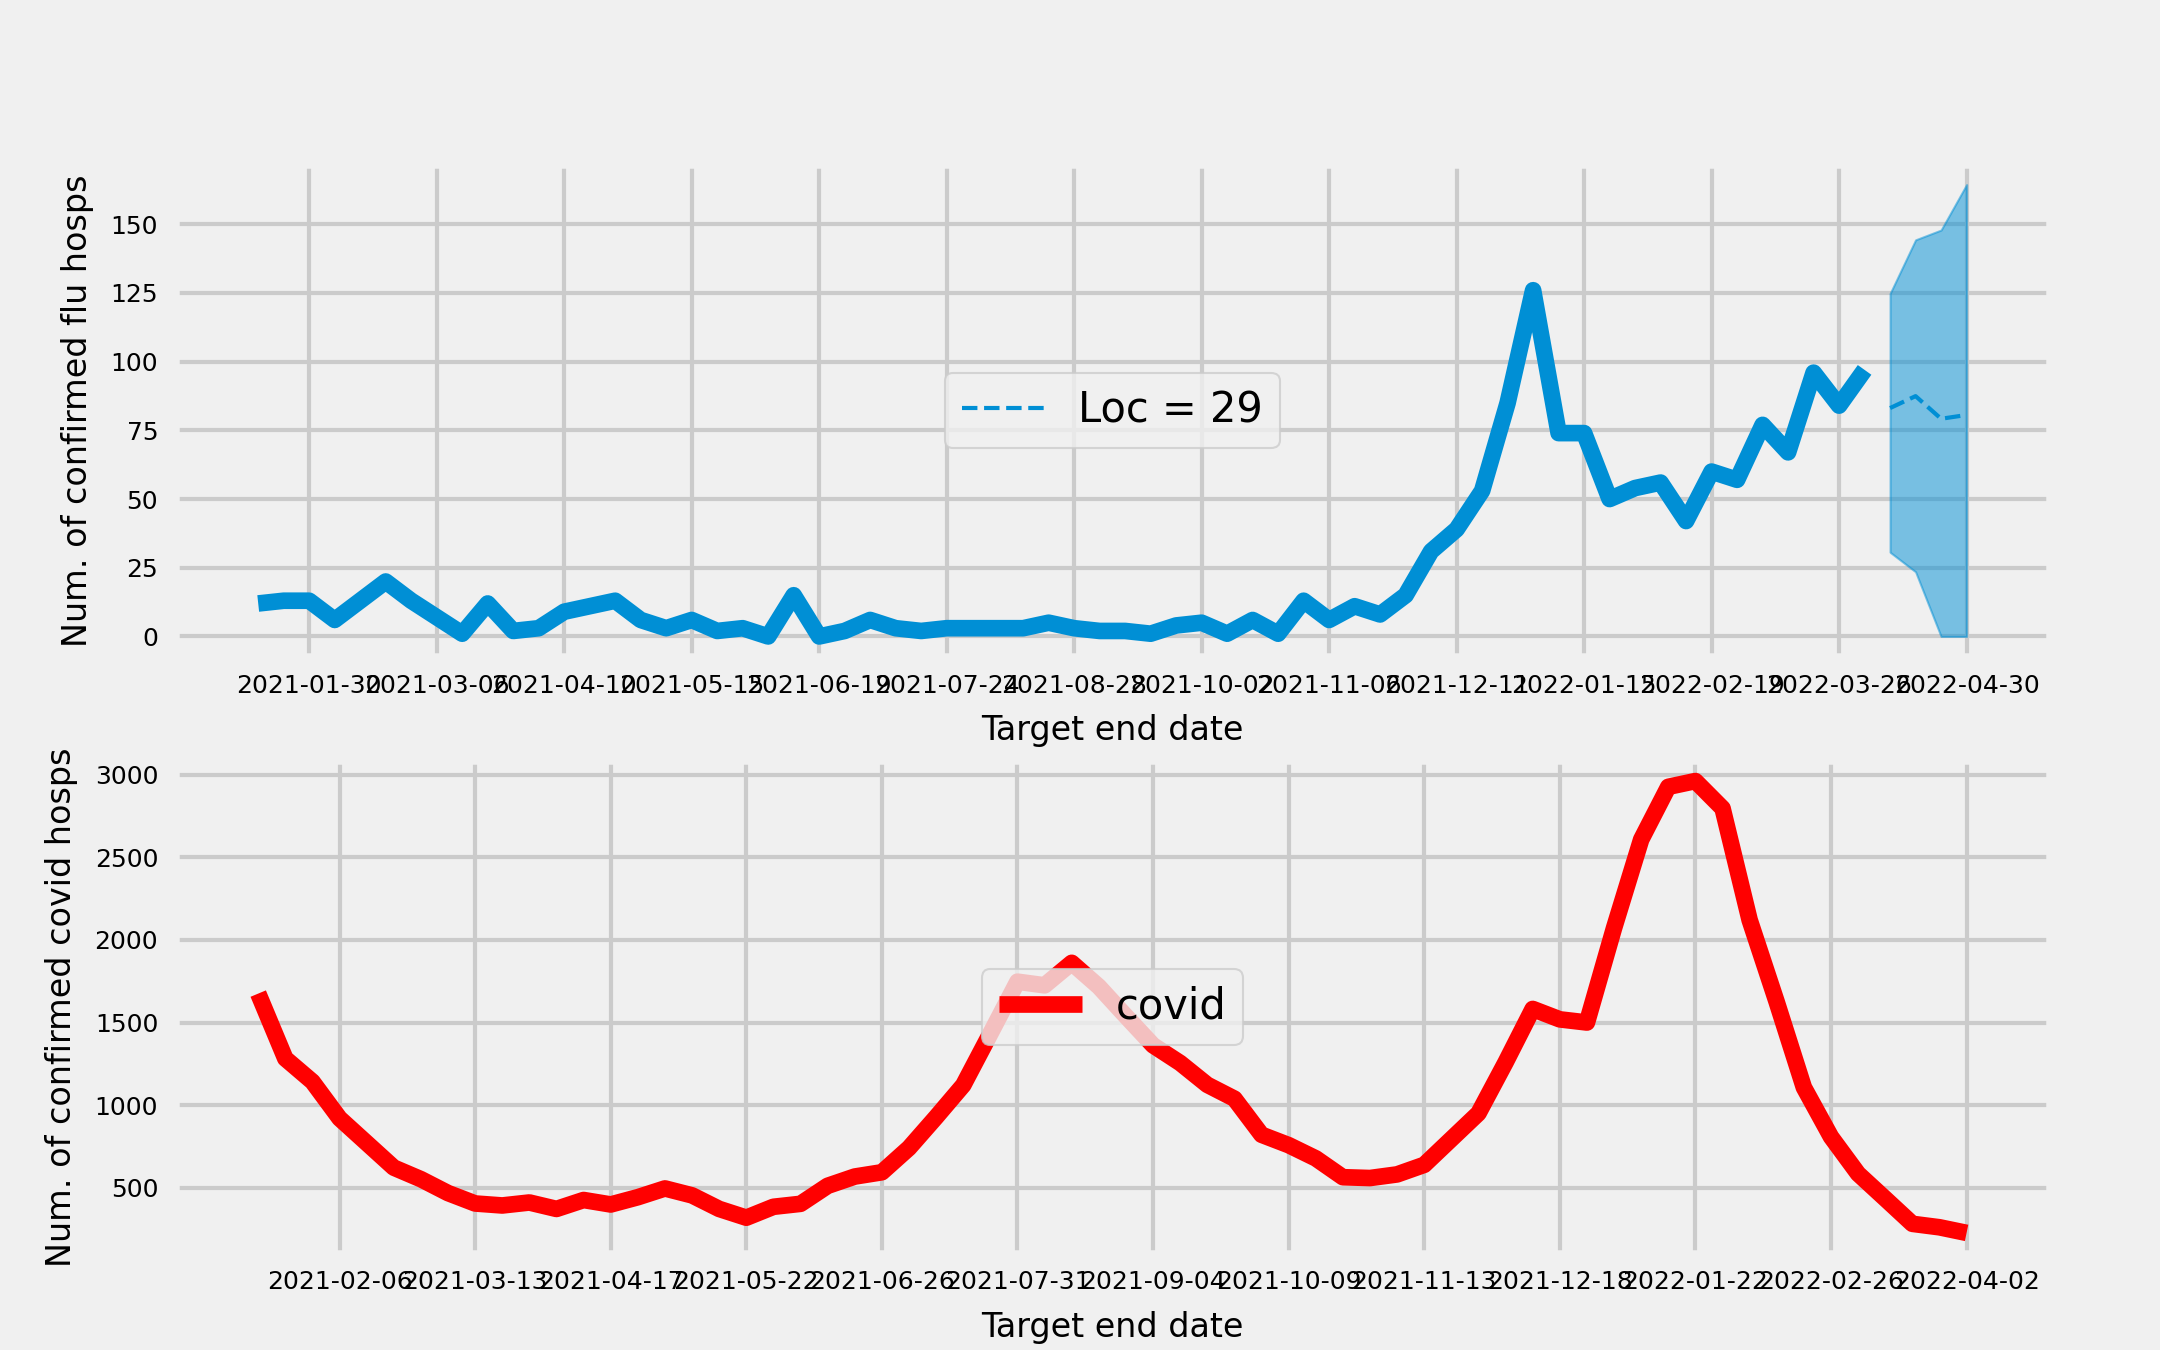 Num. of confirmed flu hosps
150
125
100
75
50
25
0
Loc = 29
2021-01-30 2021-03-06 2021-04-10 2021-05-15 2021-06-19 2021-07-24 2021-08-28 2021-10-02 2021-11-06 2021-12-11 2022-01-15 2022-02-19 2022-03-26 2022-04-30
Target end date
Num. of confirmed covid hosps
3000
2500
2000
1500
1000
500
covid
2021-02-06 2021-03-13 2021-04-17 2021-05-22 2021-06-26 2021-07-31 2021-09-04 2021-10-09 2021-11-13 2021-12-18 2022-01-22 2022-02-26 2022-04-02
Target end date